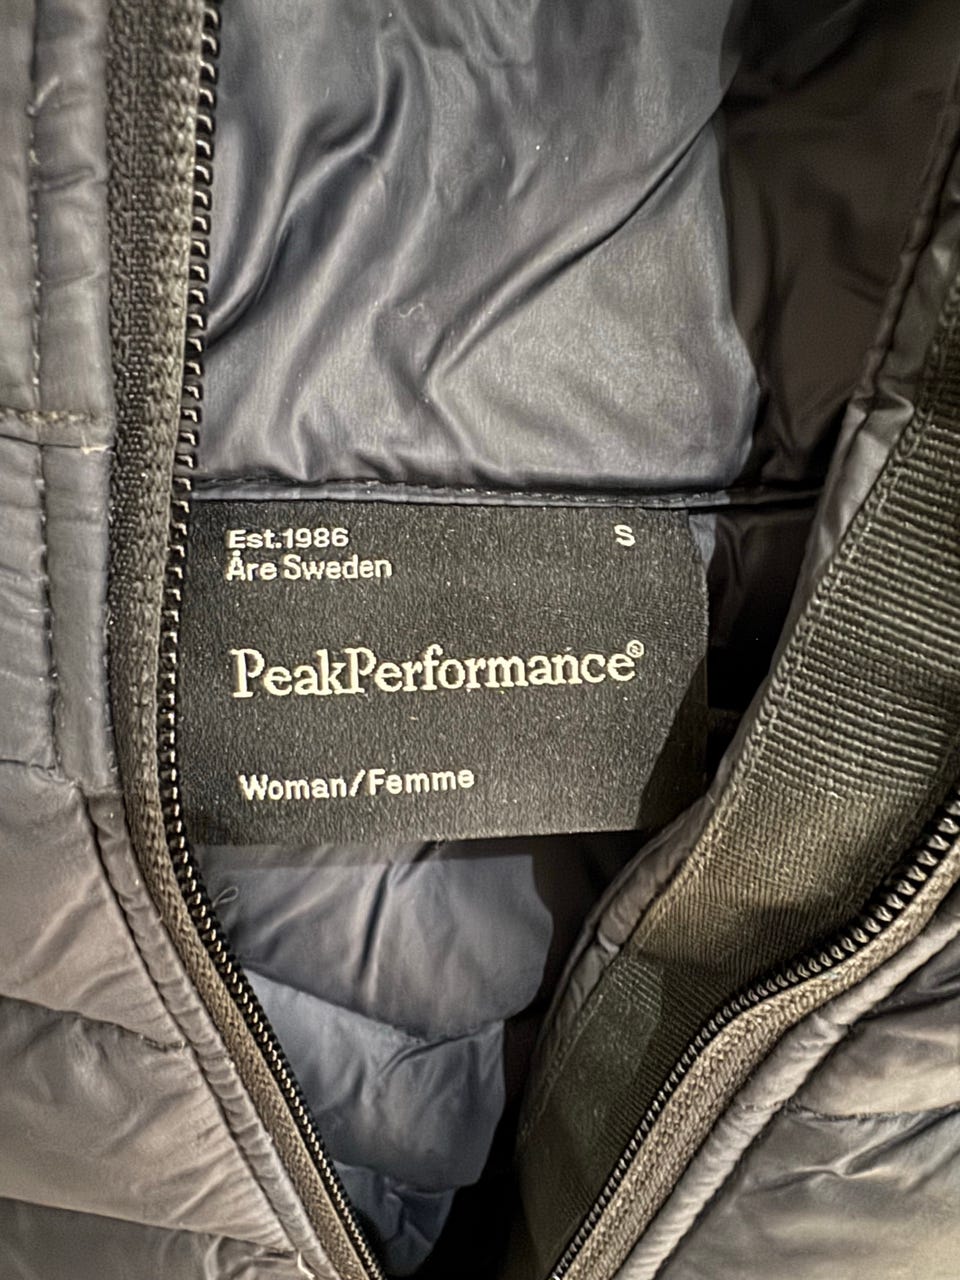 Est.1986
S
Åre Sweden
PeakPerformance®
Woman/Femme